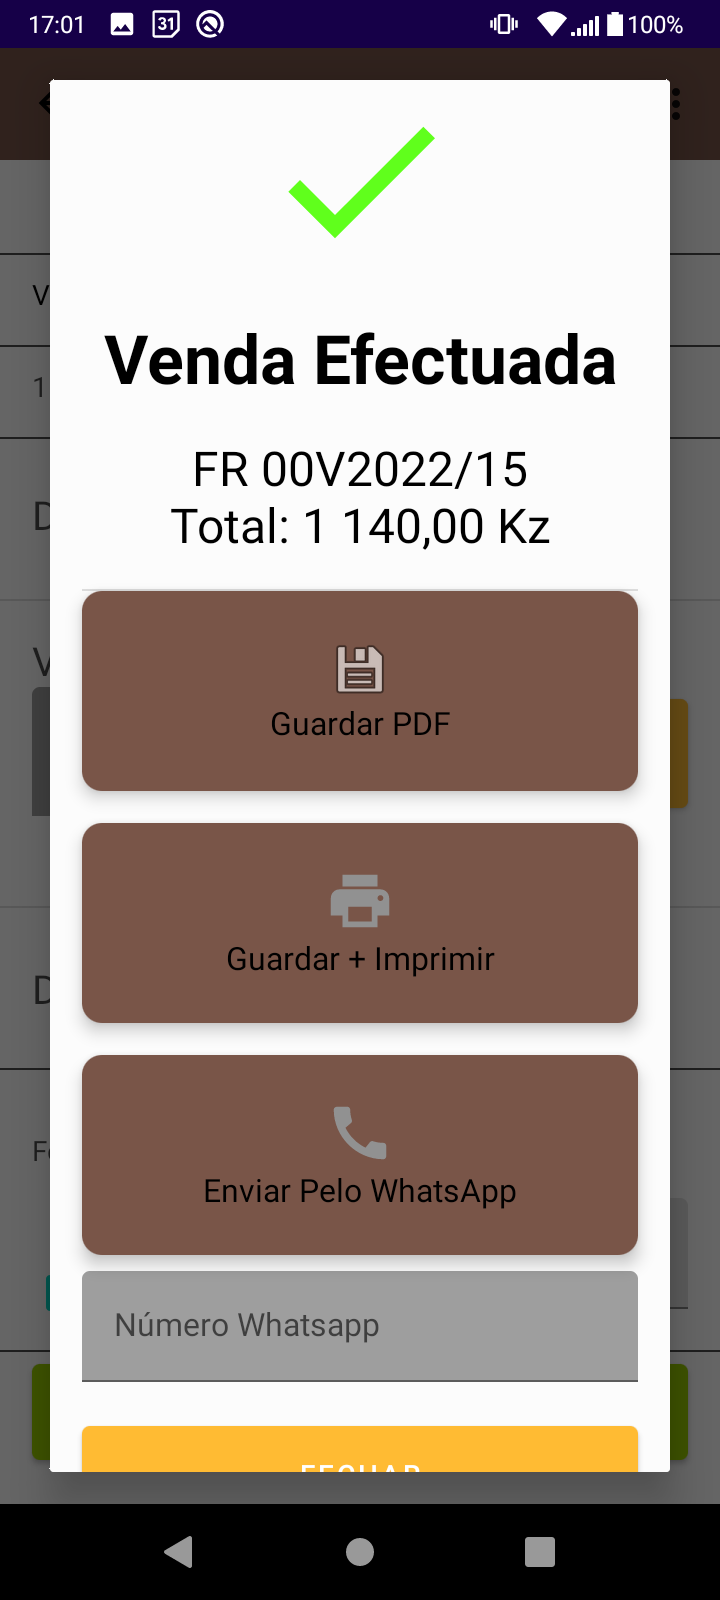 17:01
31
100%
Venda Efectuada
FR 00V2022/15
Total: 1 140,00 Kz
Guardar PDF
Guardar + Imprimir
Enviar Pelo WhatsApp
Número Whatsapp
FECHAR